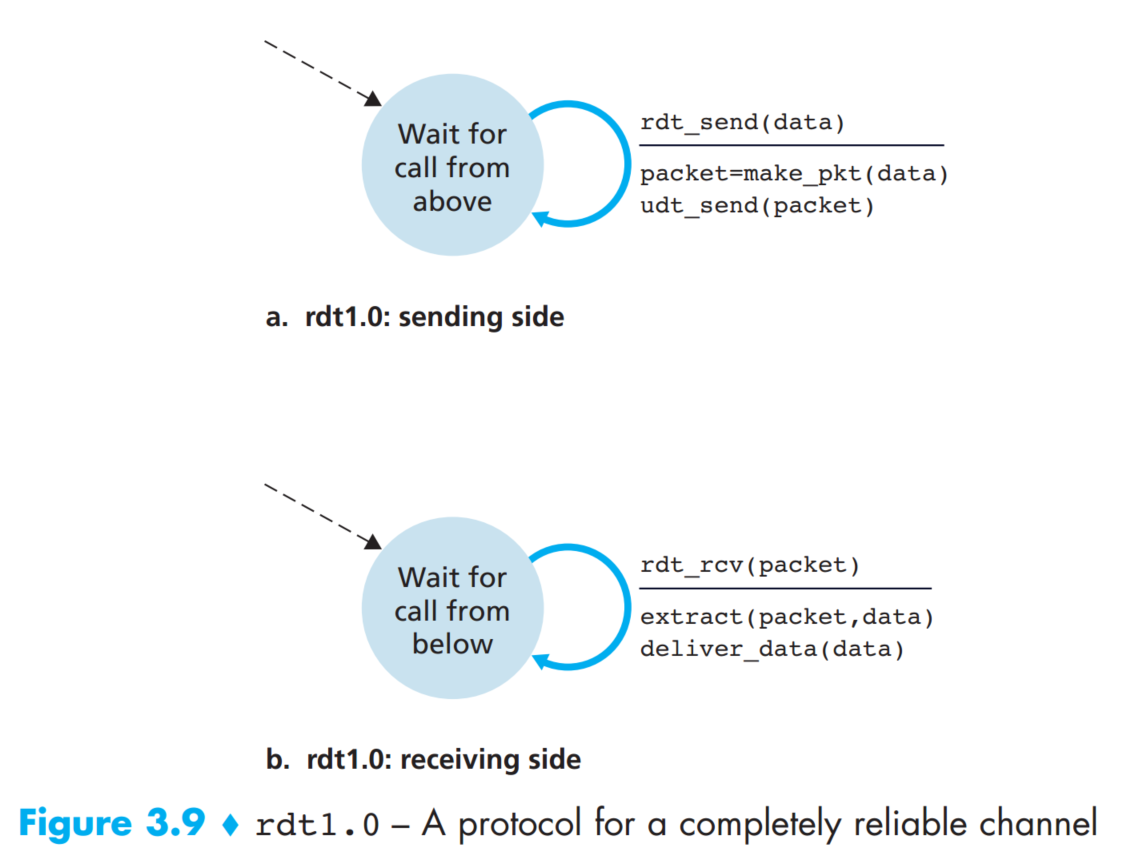 Wait for
call from
above
rdt_send(data)
packet=make_pkt(data)
udt_send(packet)
a. rdt1.0: sending side
Wait for
call from
below
rdt_rcv(packet)
extract(packet,data)
deliver_data(data)
b. rdt1.0: receiving side
Figure 3.9 ♦ rdt1.0 – A protocol for a completely reliable channel